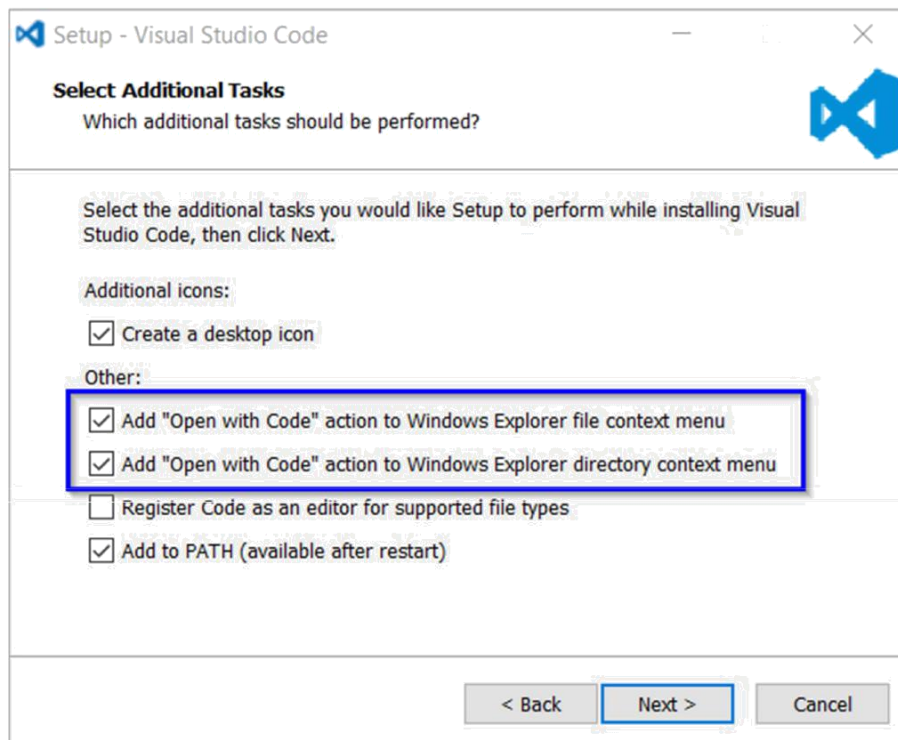 Setup - Visual Studio Code
Select Additional Tasks
Which additional tasks should be performed?
Select the additional tasks you would like Setup to perform while installing Visual
Studio Code, then click Next.
Additional icons:
Create a desktop icon
Other:
Add "Open with Code" action to Windows Explorer file context menu
Add "Open with Code" action to Windows Explorer directory context menu
Register Code as an editor for supported file types
Add to PATH (available after restart)
< Back Next > Cancel